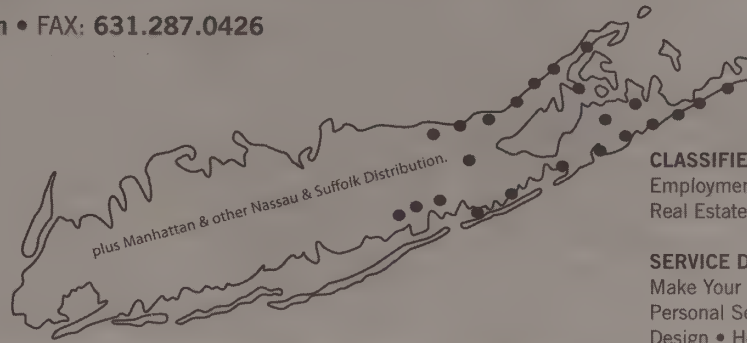 • FAX: 631.287.0426
plus Manhattan & other Nassau & Suffolk Distribution.
CLASSIFIE
Employmen
Real Estate
SERVICE D
Make Your
Personal Se
Design • H